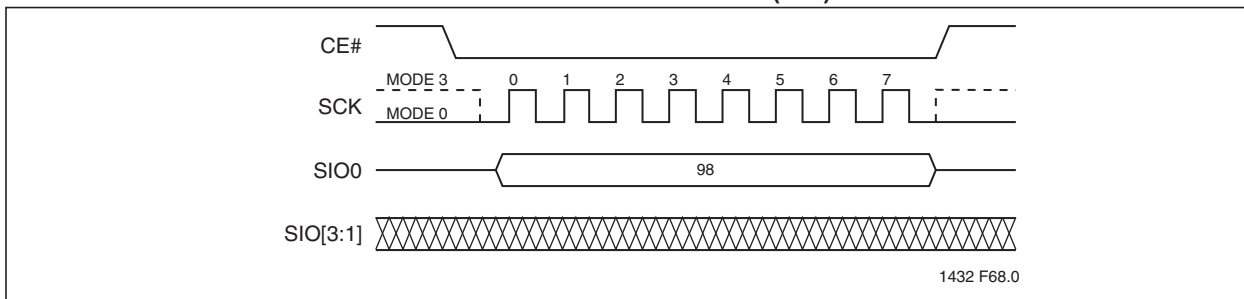 CE#
MODE 3 0 1 2 3 4 5 6 7
SCK
MODE 0
SIO0 98
SIO[3:1]
1432 F68.0